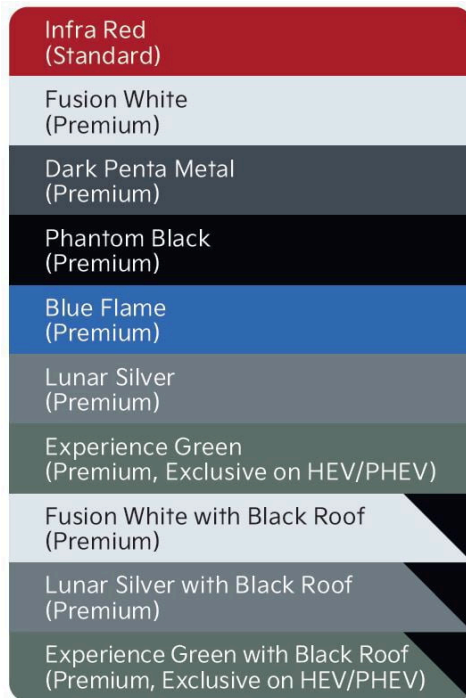 Infra Red
(Standard)
Fusion White
(Premium)
Dark Penta Metal
(Premium)
Phantom Black
(Premium)
Blue Flame
(Premium)
Lunar Silver
(Premium)
Experience Green
(Premium, Exclusive on HEV/PHEV)
Fusion White with Black Roof
(Premium)
Lunar Silver with Black Roof
(Premium)
Experience Green with Black Roof
(Premium, Exclusive on HEV/PHEV)